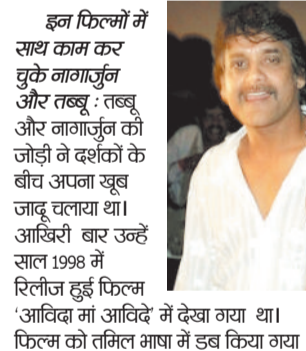 इन फिल्मों में
साथ काम कर
चुके नागार्जुन
और तब्बू : तब्बू
और नागार्जुन की
जोड़ी ने दर्शकों के
बीच अपना खूब
जादू चलाया था।
आखिरी बार उन्हें
साल 1998 में
रिलीज हुई फिल्म
‘आविदा मां आविदे’ में देखा गया था।
फिल्म को तमिल भाषा में डब किया गया